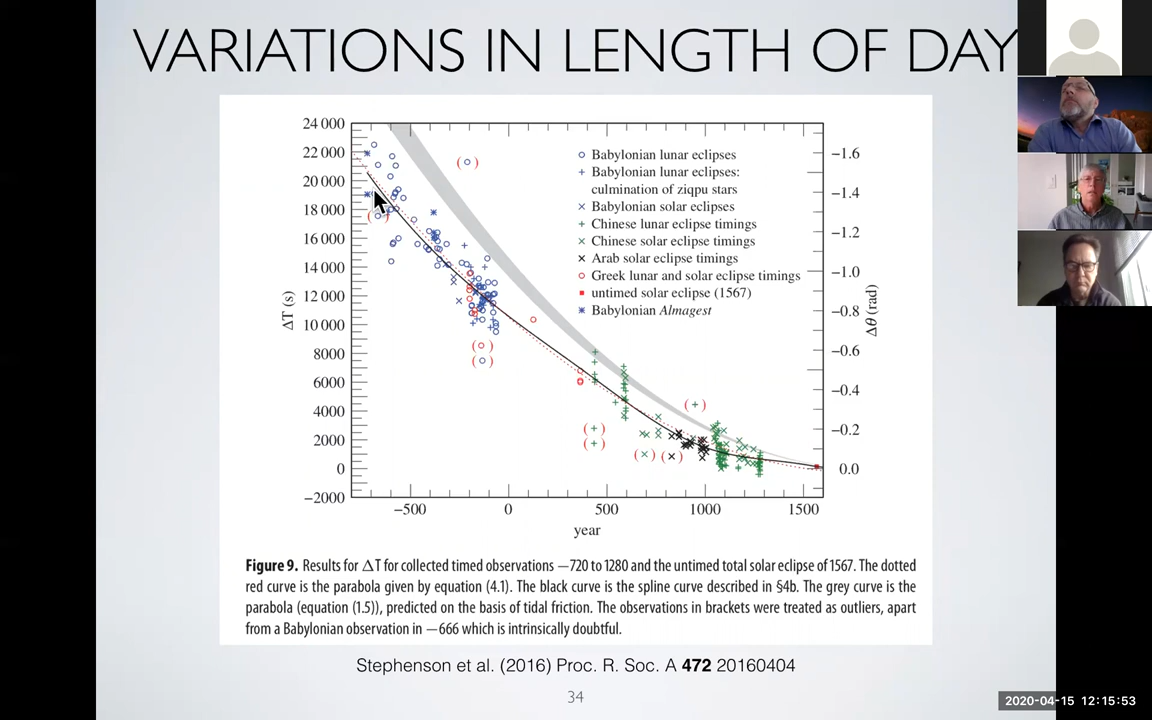 VARIATIONS IN LENGTH OF DAY
24 000
22 000
20 000
18 000
16 000
14 000
12 000
10 000
8000
6000
4000
2000
0
−2000
ΔT (s)
−500 0 500 1000 1500
year
−1.6
−1.4
−1.2
−1.0
−0.8
−0.6
−0.4
−0.2
0.0
Δθ (rad)
Babylonian lunar eclipses
Babylonian lunar eclipses:
culmination of ziqpu stars
Babylonian solar eclipses
Chinese lunar eclipse timings
Chinese solar eclipse timings
Arab solar eclipse timings
Greek lunar and solar eclipse timings
untimed solar eclipse (1567)
Babylonian Almagest
Figure 9. Results for ΔT for collected timed observations −720 to 1280 and the untimed total solar eclipse of 1567. The dotted
red curve is the parabola given by equation (4.1). The black curve is the spline curve described in §4b. The grey curve is the
parabola (equation (1.5)), predicted on the basis of tidal friction. The observations in brackets were treated as outliers, apart
from a Babylonian observation in −666 which is intrinsically doubtful.
Stephenson et al. (2016) Proc. R. Soc. A 472 20160404
34
2020-04-15 12:15:53